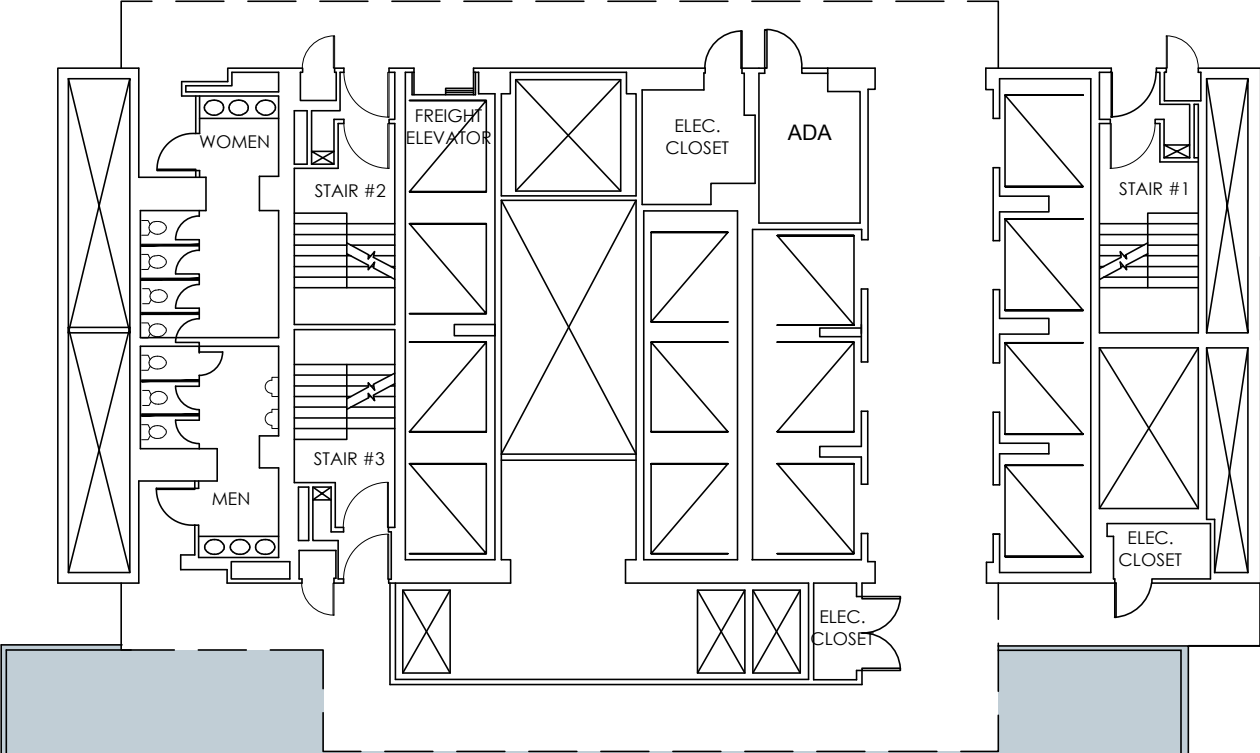 FREIGHT
ELEVATOR
ELEC.
CLOSET
ADA
WOMEN
STAIR #2
STAIR #1
STAIR #3
MEN
ELEC.
CLOSET
ELEC.
CLOSET